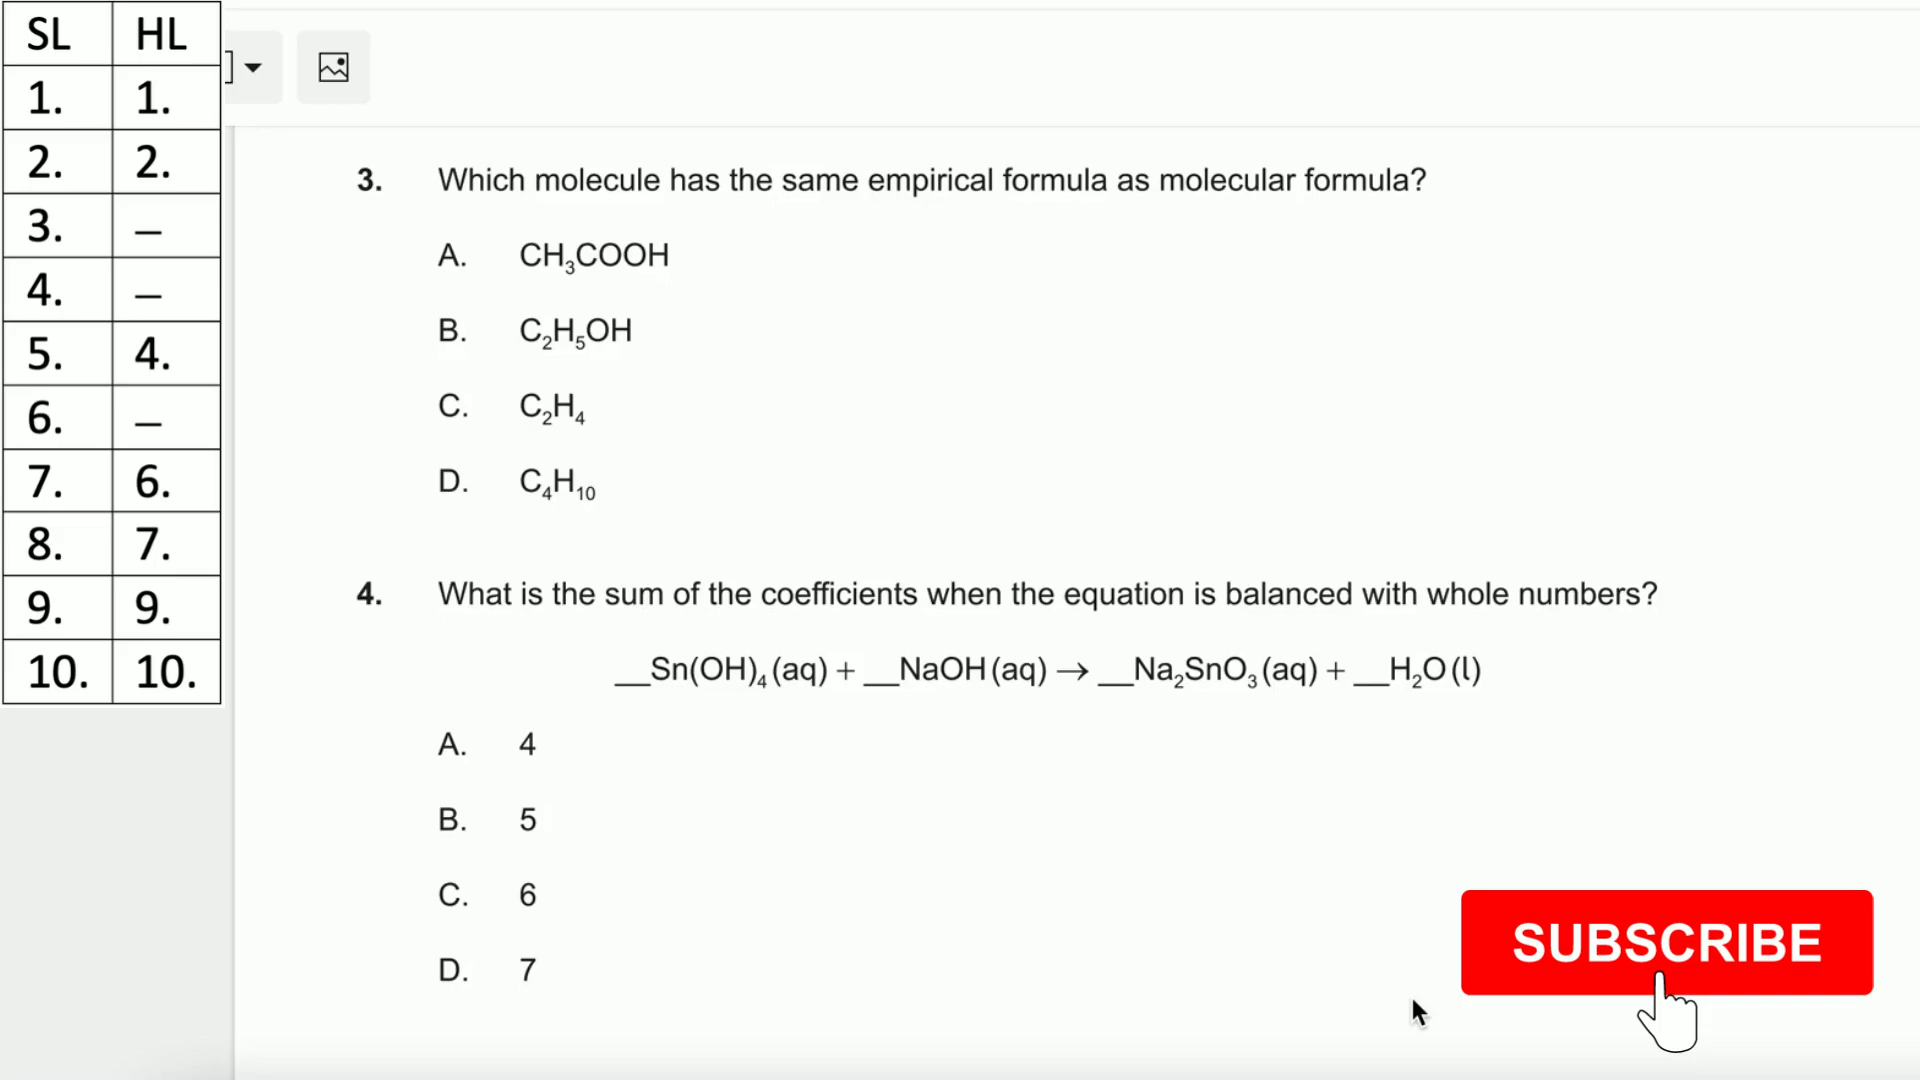 SL HL
1. 1.
2. 2.
3. –
4. –
5. 4.
6. –
7. 6.
8. 7.
9. 9.
10. 10.
3. Which molecule has the same empirical formula as molecular formula?
A. CH₃COOH
B. C₂H₅OH
C. C₂H₄
D. C₄H₁₀
4. What is the sum of the coefficients when the equation is balanced with whole numbers?
__Sn(OH)₄(aq) + __NaOH(aq) → __Na₂SnO₃(aq) + __H₂O(l)
A. 4
B. 5
C. 6
D. 7
SUBSCRIBE